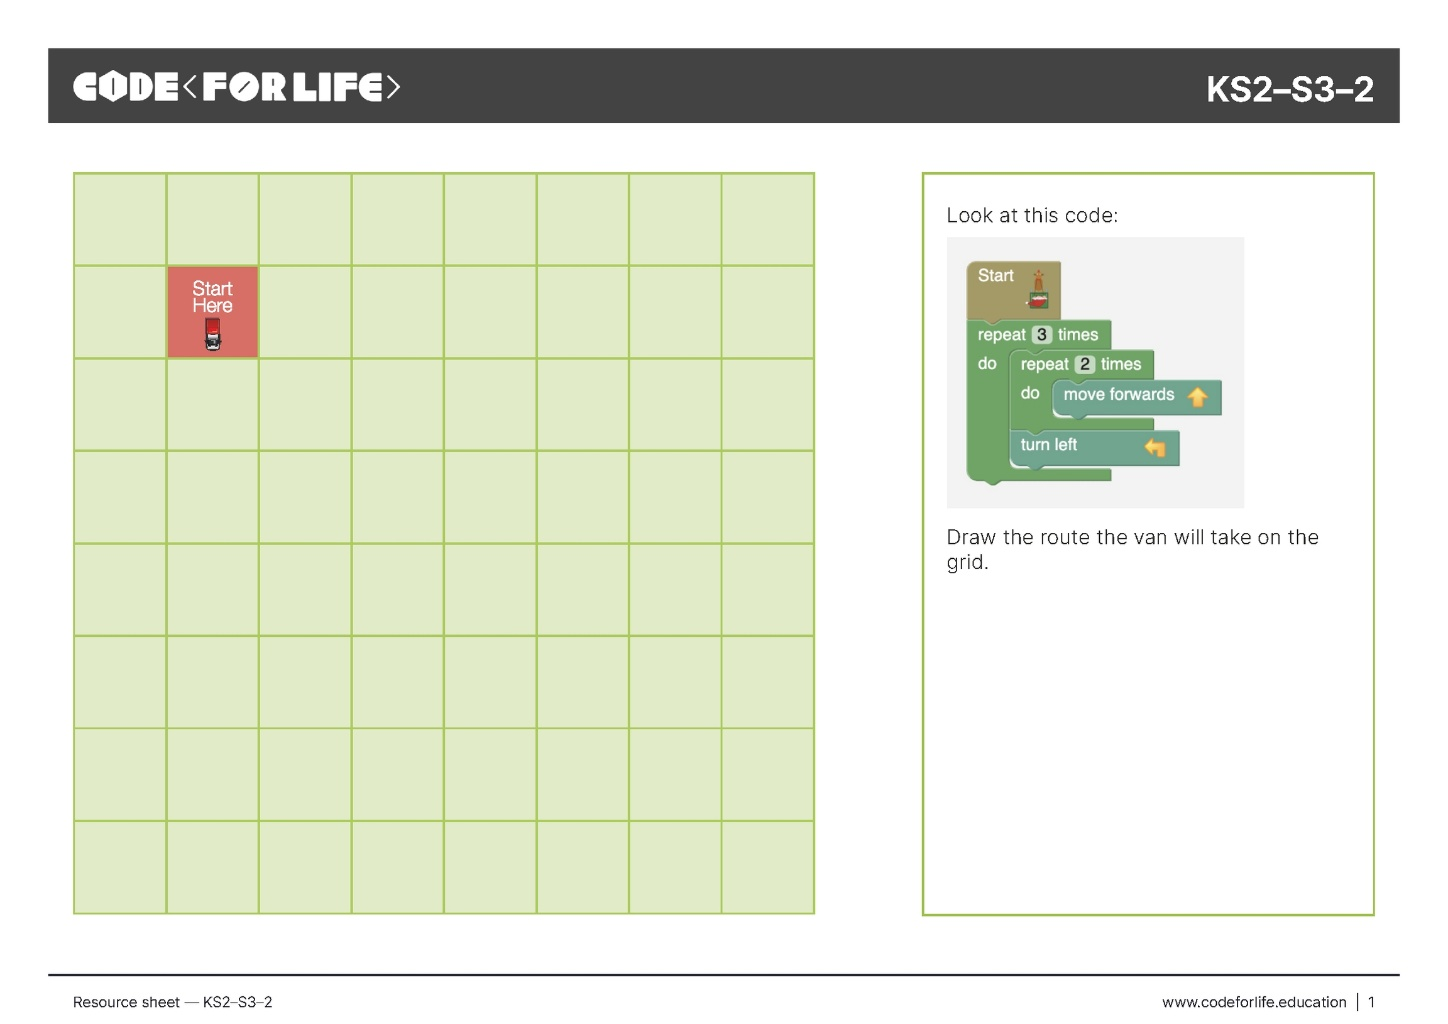 CODE<FOR LIFE>
KS2–S3–2
Start
Here
Look at this code:
Start
repeat 3 times
do repeat 2 times
do move forwards
turn left
Draw the route the van will take on the
grid.
Resource sheet — KS2–S3–2
www.codeforlife.education | 1